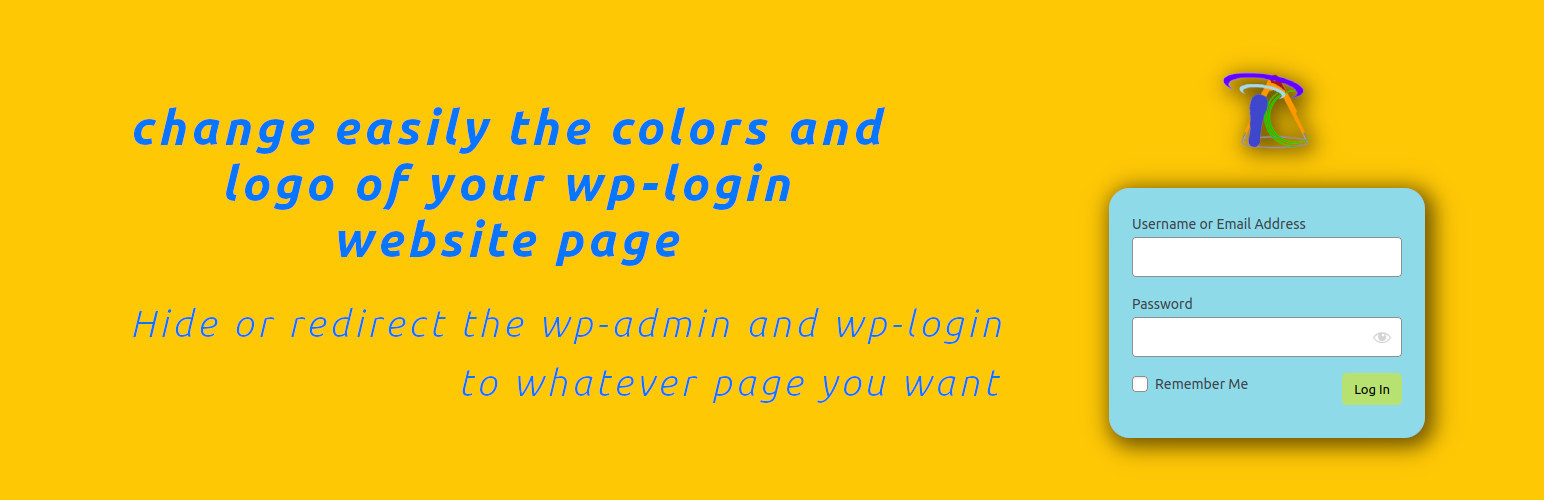 change easily the colors and
logo of your wp-login
website page
Hide or redirect the wp-admin and wp-login
to whatever page you want
Username or Email Address
Password
Remember Me
Log In